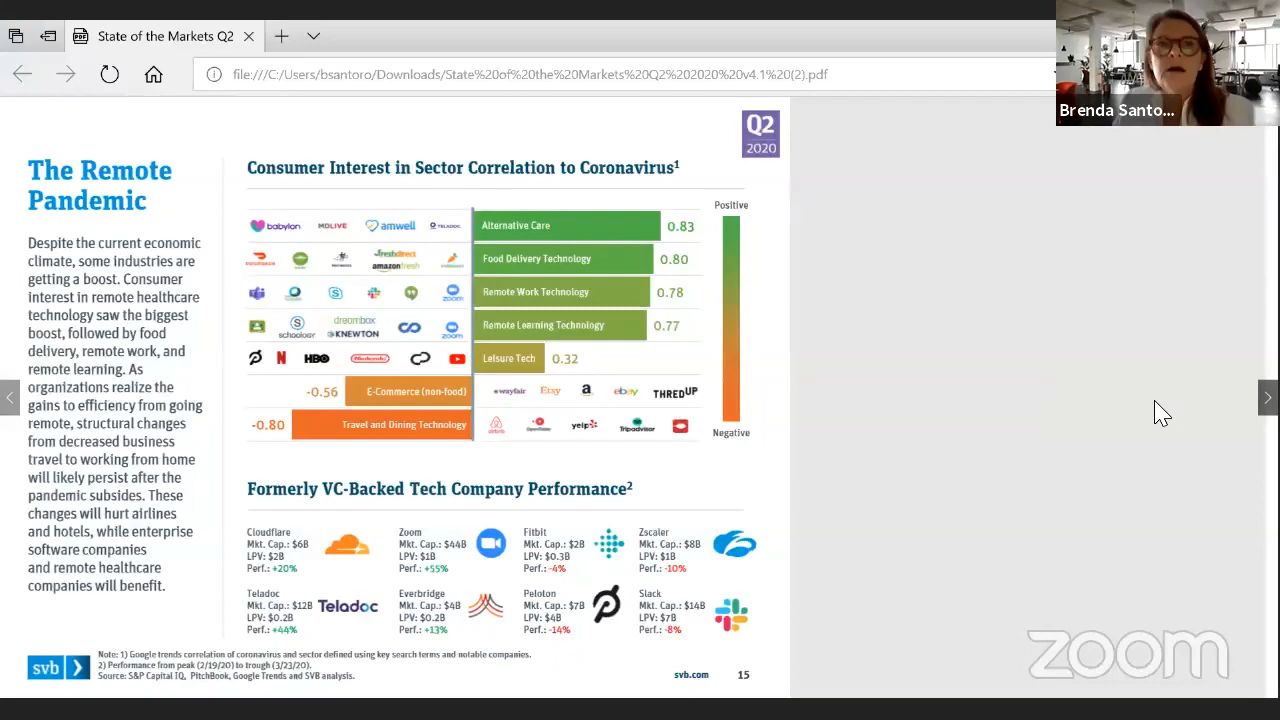 State of the Markets Q2
file:///C:/Users/bsantoro/Downloads/State%20of%20the%20Markets%20Q2%202020%20v4.1%20(2).pdf
Brenda Santo...
Q2
2020
The Remote
Pandemic
Despite the current economic
climate, some industries are
getting a boost. Consumer
interest in remote healthcare
technology saw the biggest
boost, followed by food
delivery, remote work, and
remote learning. As
organizations realize the
gains to efficiency from going
remote, structural changes
from decreased business
travel to working from home
will likely persist after the
pandemic subsides. These
changes will hurt airlines
and hotels, while enterprise
software companies
and remote healthcare
companies will benefit.
Consumer Interest in Sector Correlation to Coronavirus1
Positive
babylon MDLIVE amwell TELADOC Alternative Care 0.83
freshdirect
amazonfresh
Food Delivery Technology 0.80
zoom Remote Work Technology 0.78
schoology dreambox KNEWTON zoom Remote Learning Technology 0.77
N HBO Nintendo Leisure Tech 0.32
-0.56 E-Commerce (non-food) wayfair Etsy a ebay THREDUP
-0.80 Travel and Dining Technology airbnb OpenTable yelp Tripadvisor
Negative
Formerly VC-Backed Tech Company Performance2
Cloudflare
Mkt. Cap.: $6B
LPV: $2B
Perf.: +20%
Zoom
Mkt. Cap.: $44B
LPV: $1B
Perf.: +55%
Fitbit
Mkt. Cap.: $2B
LPV: $0.3B
Perf.: -4%
Zscaler
Mkt. Cap.: $8B
LPV: $1B
Perf.: -10%
Teladoc
Mkt. Cap.: $12B
LPV: $0.2B
Perf.: +44%
Teladoc
Everbridge
Mkt. Cap.: $4B
LPV: $0.2B
Perf.: +13%
Peloton
Mkt. Cap.: $7B
LPV: $4B
Perf.: -14%
Slack
Mkt. Cap.: $14B
LPV: $7B
Perf.: -8%
svb
Note: 1) Google trends correlation of coronavirus and sector defined using key search terms and notable companies.
2) Performance from peak (2/19/20) to trough (3/23/20).
Source: S&P Capital IQ, PitchBook, Google Trends and SVB analysis.
svb.com 15
zoom